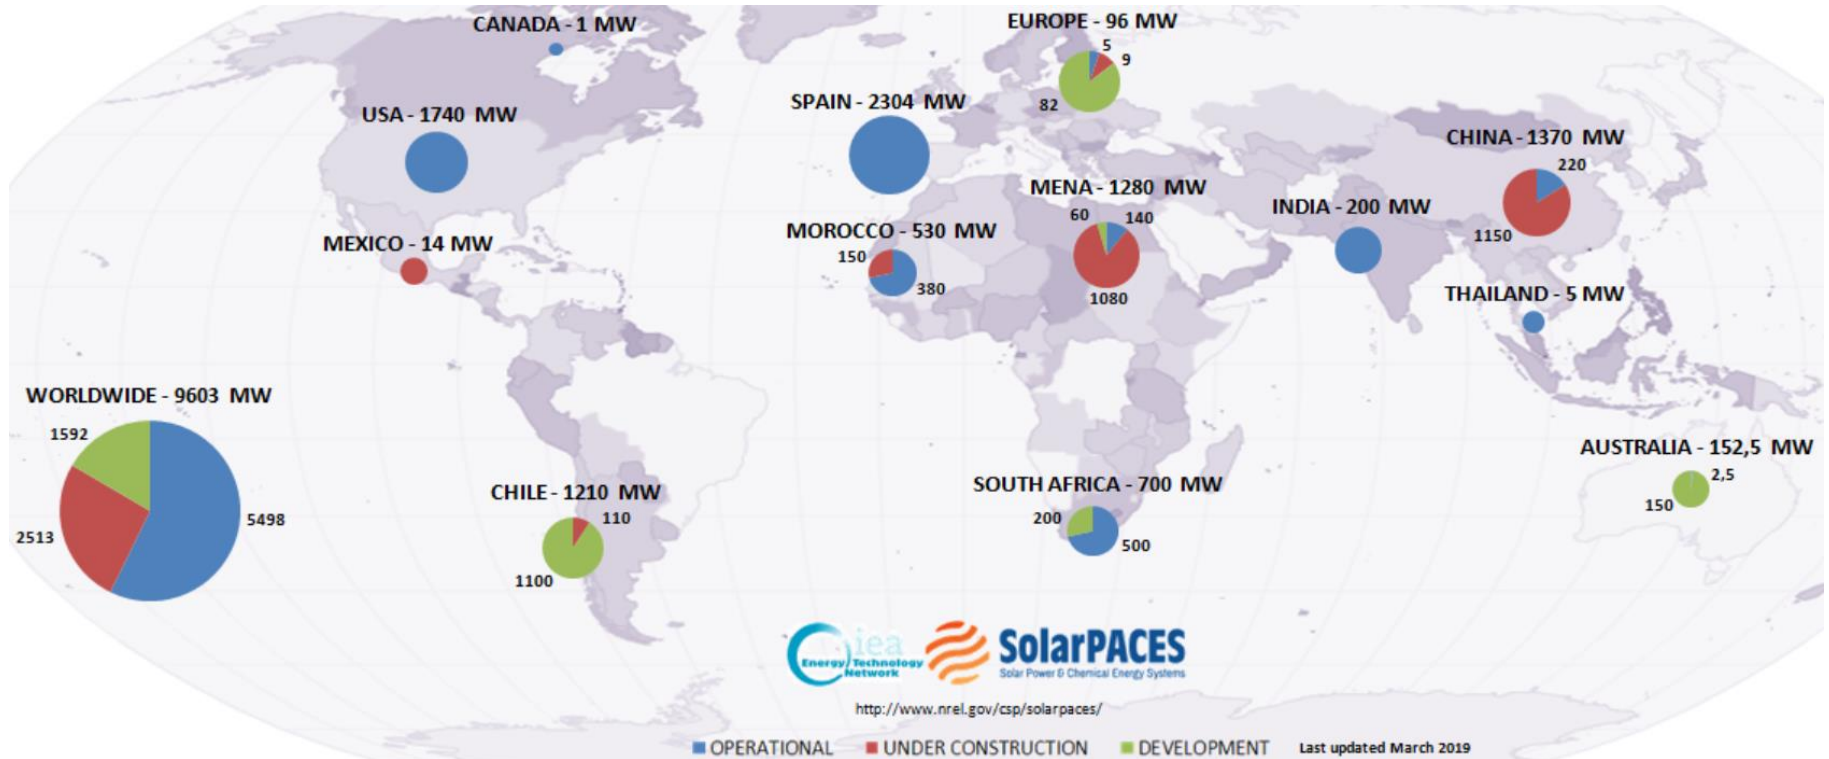 CANADA - 1 MW
EUROPE - 96 MW
5
9
82
USA - 1740 MW
SPAIN - 2304 MW
CHINA - 1370 MW
220
1150
MENA - 1280 MW
60
140
1080
INDIA - 200 MW
MEXICO - 14 MW
MOROCCO - 530 MW
150
380
THAILAND - 5 MW
WORLDWIDE - 9603 MW
1592
2513
5498
CHILE - 1210 MW
110
1100
SOUTH AFRICA - 700 MW
200
500
AUSTRALIA - 152,5 MW
2,5
150
iea
Energy Technology
Network
SolarPACES
Solar Power & Chemical Energy Systems
http://www.nrel.gov/csp/solarpaces/
OPERATIONAL
UNDER CONSTRUCTION
DEVELOPMENT
Last updated March 2019